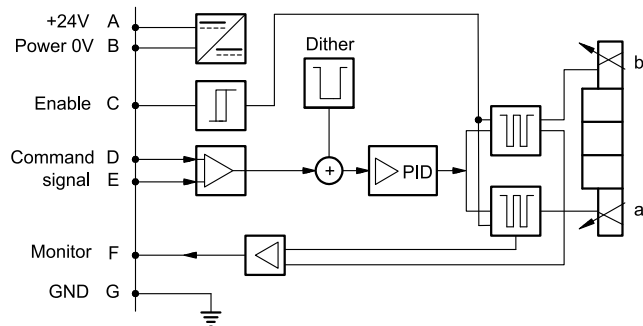 +24V A
Power 0V B
Dither
b
Enable C
Command D
signal E
+
PID
a
Monitor F
GND G